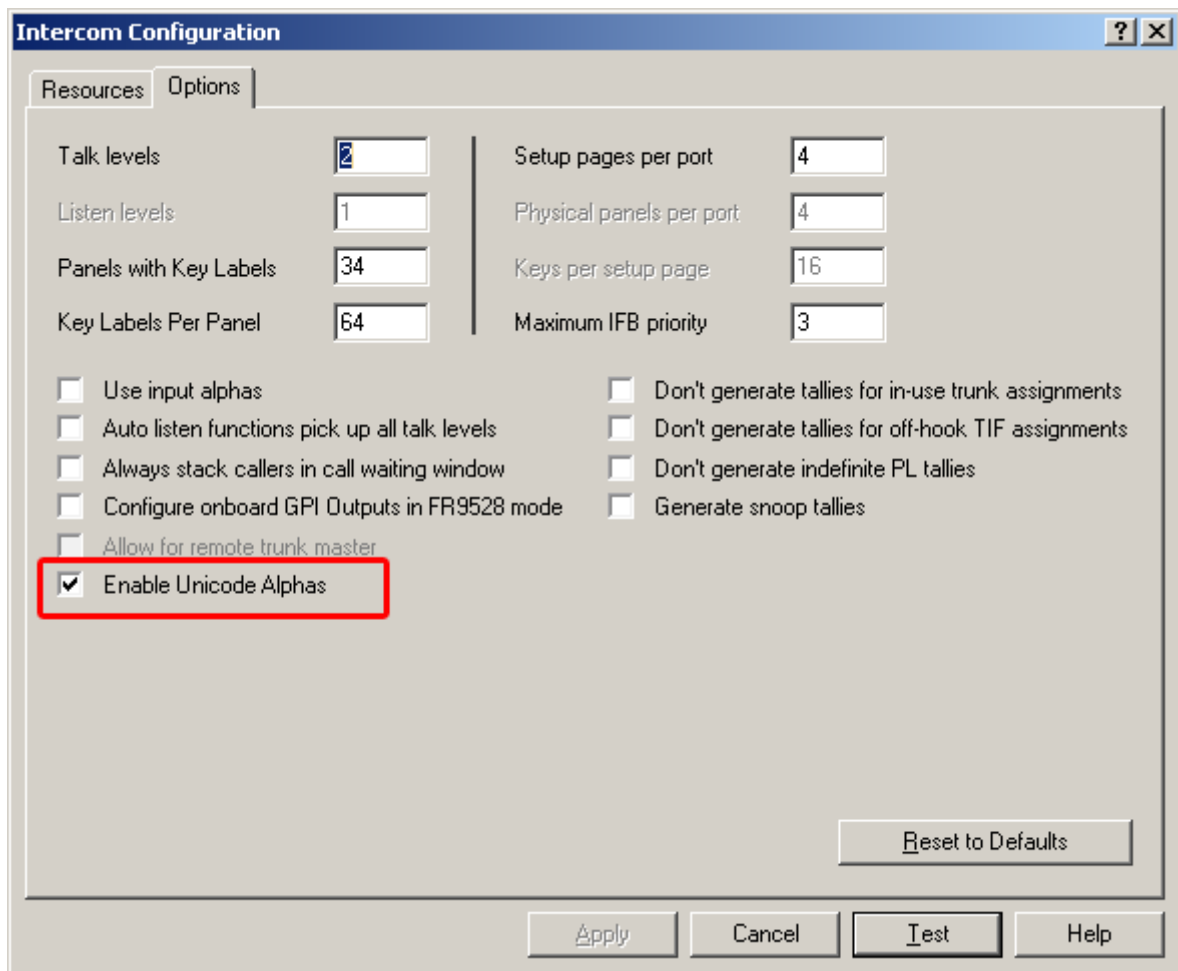 Intercom Configuration
Resources Options
Talk levels 2 Setup pages per port 4
Listen levels 1 Physical panels per port 4
Panels with Key Labels 34 Keys per setup page 16
Key Labels Per Panel 64 Maximum IFB priority 3
Use input alphas Don't generate tallies for in-use trunk assignments
Auto listen functions pick up all talk levels Don't generate tallies for off-hook TIF assignments
Always stack callers in call waiting window Don't generate indefinite PL tallies
Configure onboard GPI Outputs in FR9528 mode Generate snoop tallies
Allow for remote trunk master
Enable Unicode Alphas
Reset to Defaults
Apply Cancel Test Help